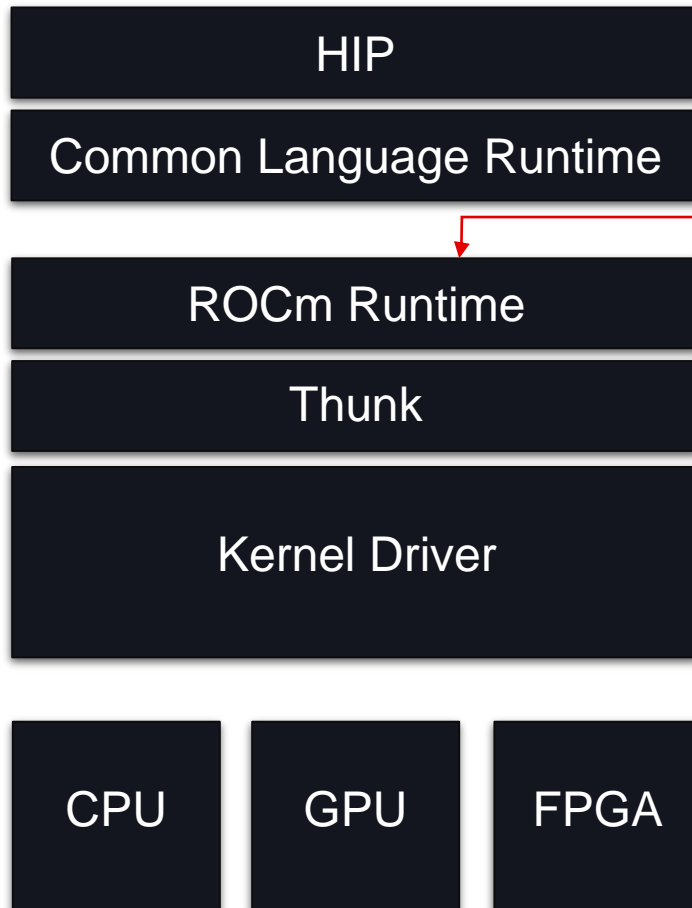 HIP
Common Language Runtime
ROCm Runtime
Thunk
Kernel Driver
CPU
GPU
FPGA